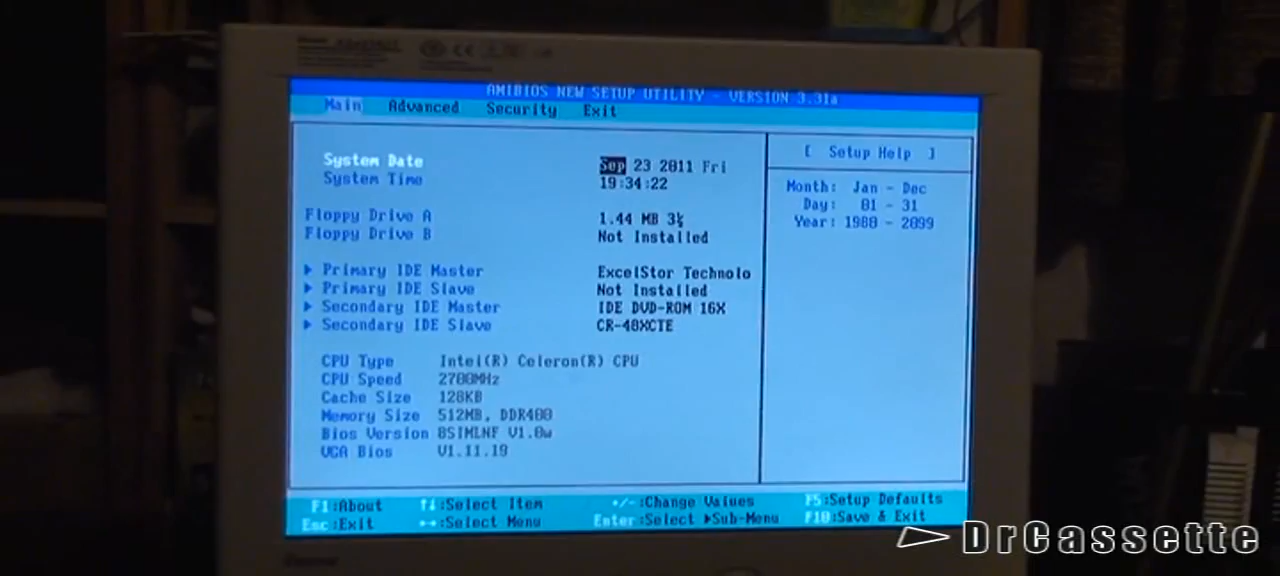 AMIBIOS NEW SETUP UTILITY - VERSION 3.31a
Main Advanced Security Exit
System Date Sep 23 2011 Fri
System Time 19:34:22
Floppy Drive A 1.44 MB 3½
Floppy Drive B Not Installed
Primary IDE Master ExcelStor Technolo
Primary IDE Slave Not Installed
Secondary IDE Master IDE DVD-ROM 16X
Secondary IDE Slave CR-48XCTE
CPU Type Intel(R) Celeron(R) CPU
CPU Speed 2700MHz
Cache Size 128KB
Memory Size 512MB, DDR400
Bios Version 8SIMLNF V1.0w
VGA Bios V1.11.19
[ Setup Help ]
Month: Jan - Dec
Day: 01 - 31
Year: 1980 - 2099
F1:About ↑↓:Select Item +/-:Change Values F5:Setup Defaults
Esc:Exit ←→:Select Menu Enter:Select ▶Sub-Menu F10:Save & Exit
DrCassette